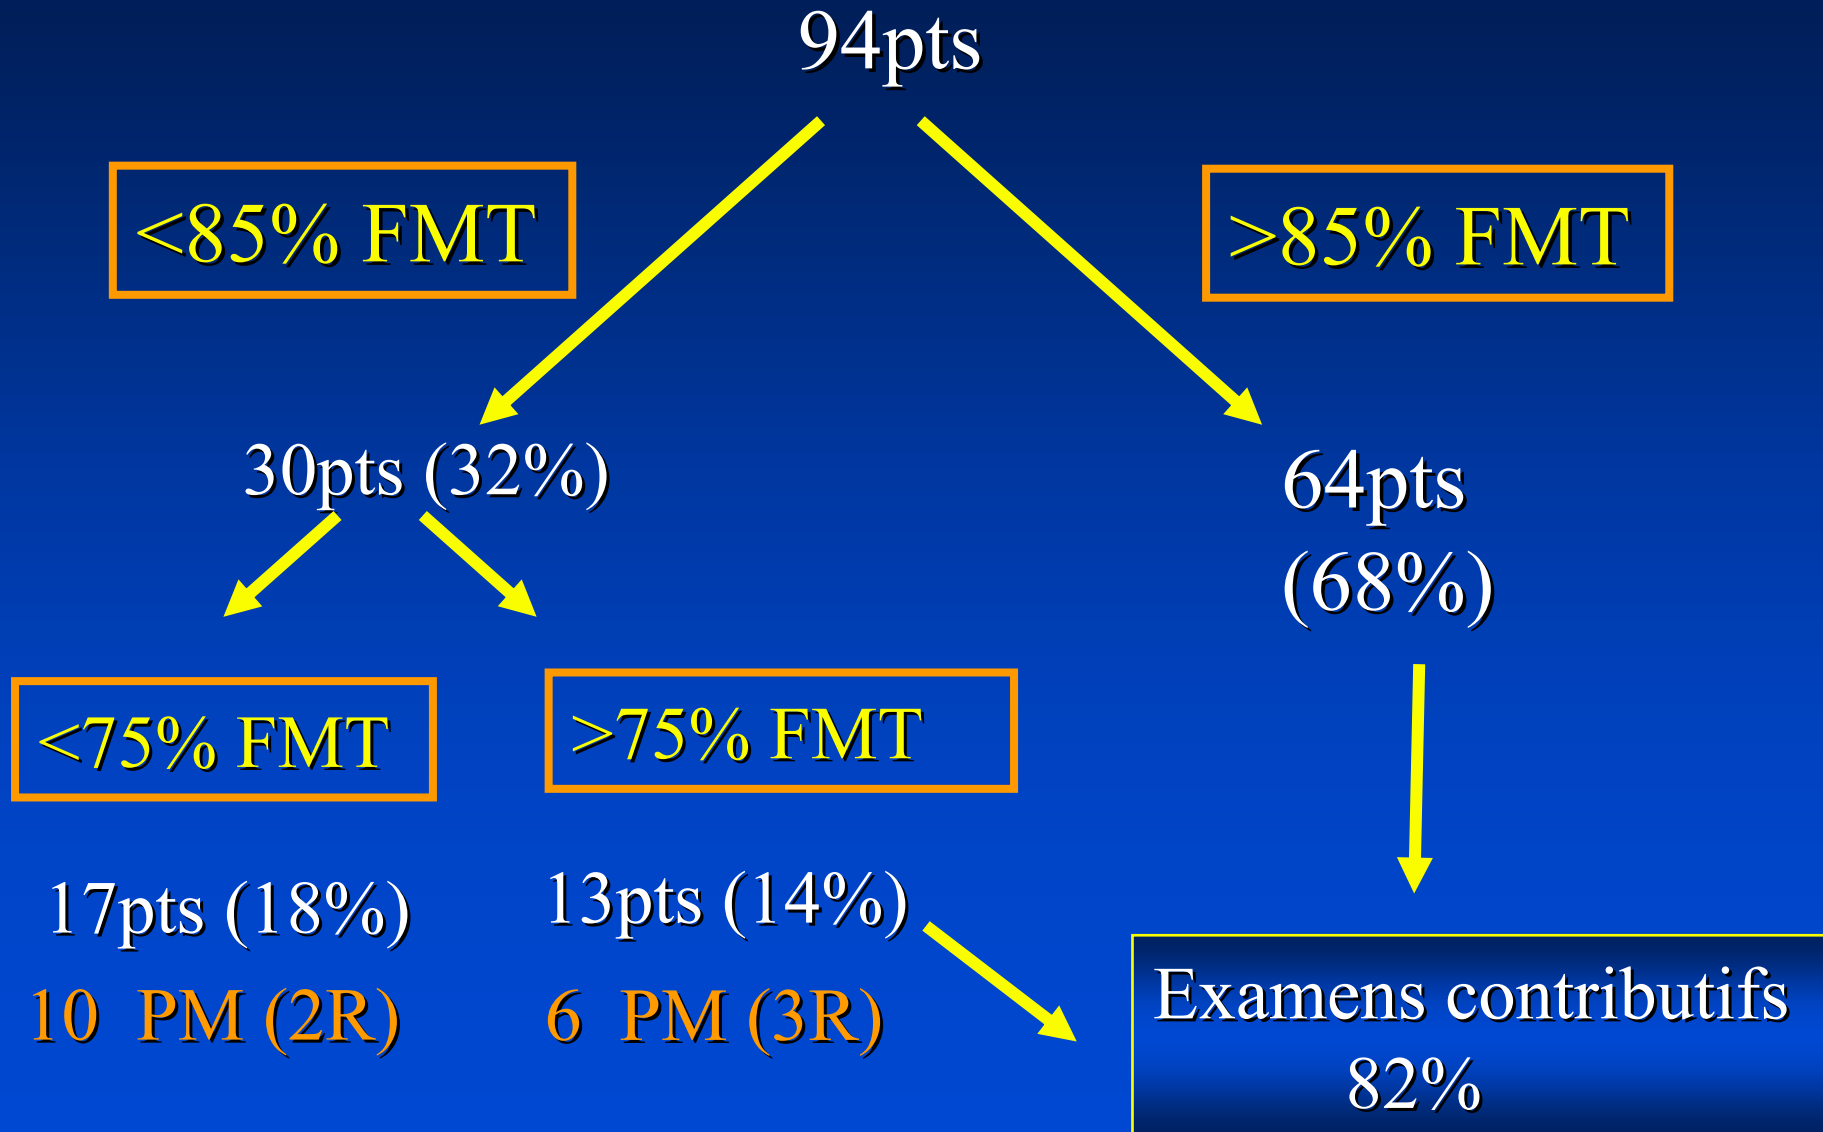 94pts
<85% FMT
>85% FMT
30pts (32%)
64pts
(68%)
<75% FMT
>75% FMT
17pts (18%)
10 PM (2R)
13pts (14%)
6 PM (3R)
Examens contributifs
82%